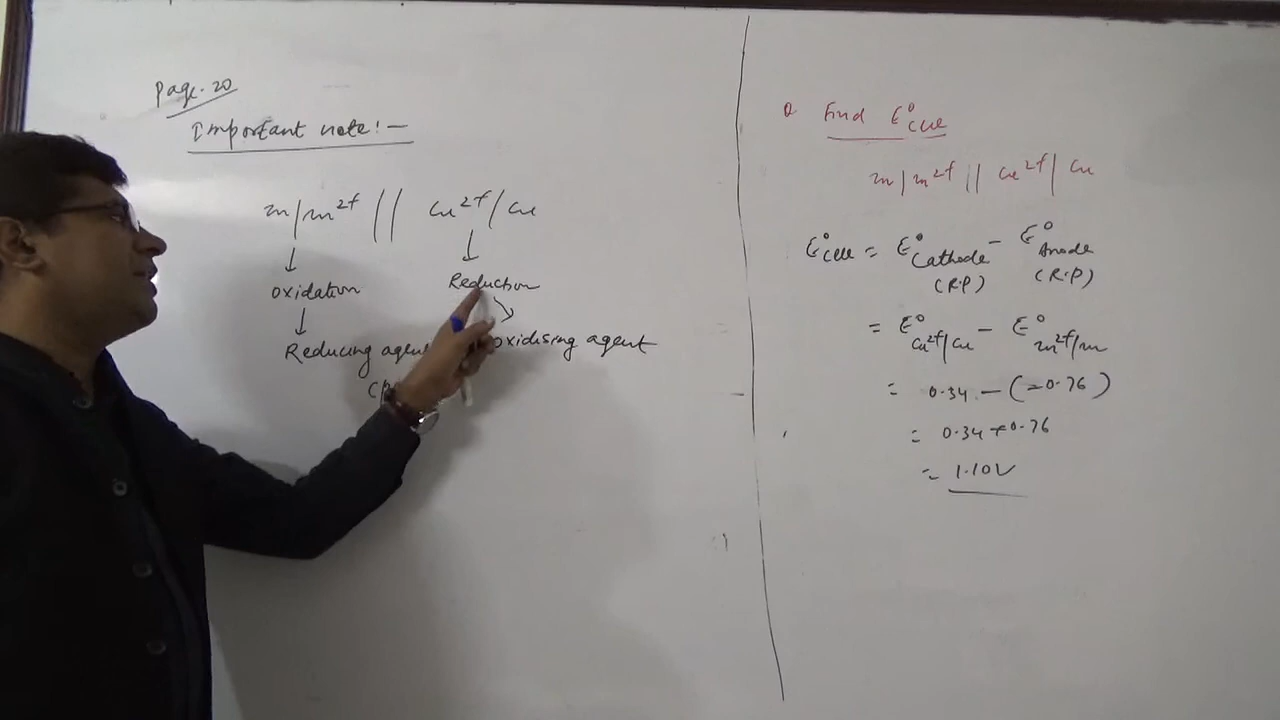 Page-20
Important note:-
Zn/Zn2+ || Cu2+/Cu
Oxidation Reduction
Reducing agent oxidising agent
Q Find E°cell
Zn/Zn2+ || Cu2+/Cu
E°cell = E°Cathode - E°Anode
(R.P) (R.P)
= E°Cu2+/Cu - E°Zn2+/Zn
= 0.34 - (-0.76)
= 0.34 + 0.76
= 1.10V